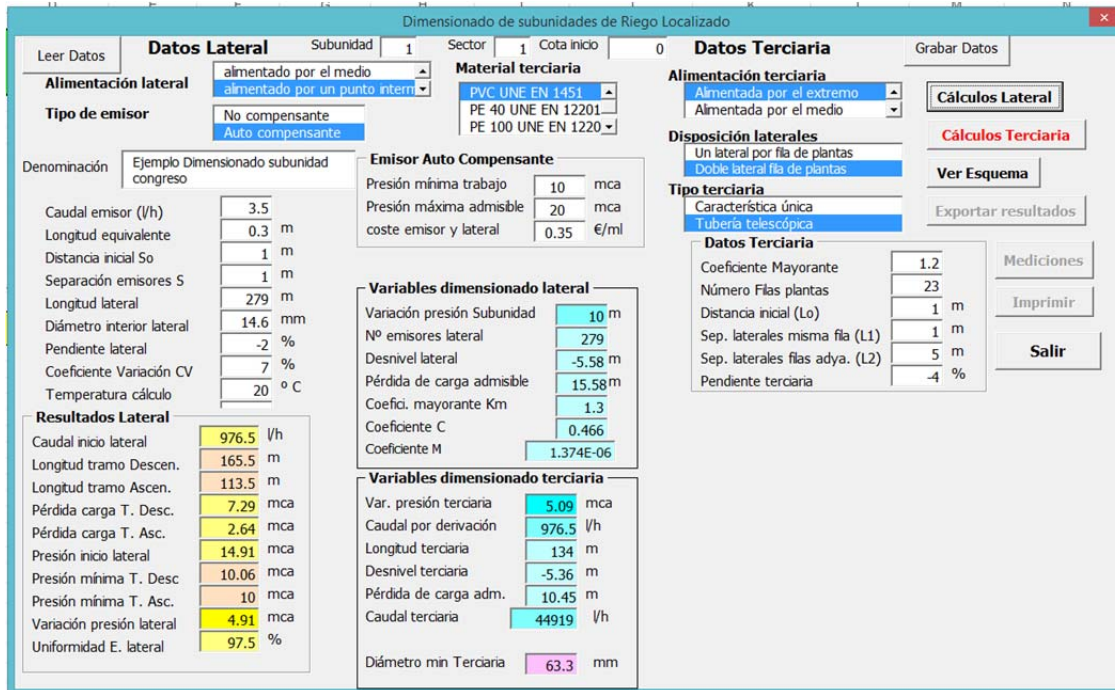 Dimensionado de subunidades de Riego Localizado
Leer Datos
Datos Lateral
Subunidad 1
Sector 1
Cota inicio 0
Datos Terciaria
Grabar Datos
Alimentación lateral
alimentado por el medio
alimentado por un punto interm
Tipo de emisor
No compensante
Auto compensante
Material terciaria
PVC UNE EN 1451
PE 40 UNE EN 12201
PE 100 UNE EN 1220
Alimentación terciaria
Alimentada por el extremo
Alimentada por el medio
Disposición laterales
Un lateral por fila de plantas
Doble lateral fila de plantas
Tipo terciaria
Característica única
Tubería telescópica
Cálculos Lateral
Cálculos Terciaria
Ver Esquema
Exportar resultados
Mediciones
Imprimir
Salir
Denominación
Ejemplo Dimensionado subunidad
congreso
Caudal emisor (l/h) 3.5
Longitud equivalente 0.3 m
Distancia inicial So 1 m
Separación emisores S 1 m
Longitud lateral 279 m
Diámetro interior lateral 14.6 mm
Pendiente lateral -2 %
Coeficiente Variación CV 7 %
Temperatura cálculo 20 º C
Emisor Auto Compensante
Presión mínima trabajo 10 mca
Presión máxima admisible 20 mca
coste emisor y lateral 0.35 €/ml
Variables dimensionado lateral
Variación presión Subunidad 10 m
Nº emisores lateral 279
Desnivel lateral -5.58 m
Pérdida de carga admisible 15.58 m
Coefici. mayorante Km 1.3
Coeficiente C 0.466
Coeficiente M 1.374E-06
Datos Terciaria
Coeficiente Mayorante 1.2
Número Filas plantas 23
Distancia inicial (Lo) 1 m
Sep. laterales misma fila (L1) 1 m
Sep. laterales filas adya. (L2) 5 m
Pendiente terciaria -4 %
Resultados Lateral
Caudal inicio lateral 976.5 l/h
Longitud tramo Descen. 165.5 m
Longitud tramo Ascen. 113.5 m
Pérdida carga T. Desc. 7.29 mca
Pérdida carga T. Asc. 2.64 mca
Presión inicio lateral 14.91 mca
Presión mínima T. Desc 10.06 mca
Presión mínima T. Asc. 10 mca
Variación presión lateral 4.91 mca
Uniformidad E. lateral 97.5 %
Variables dimensionado terciaria
Var. presión terciaria 5.09 mca
Caudal por derivación 976.5 l/h
Longitud terciaria 134 m
Desnivel terciaria -5.36 m
Pérdida de carga adm. 10.45 m
Caudal terciaria 44919 l/h
Diámetro min Terciaria 63.3 mm